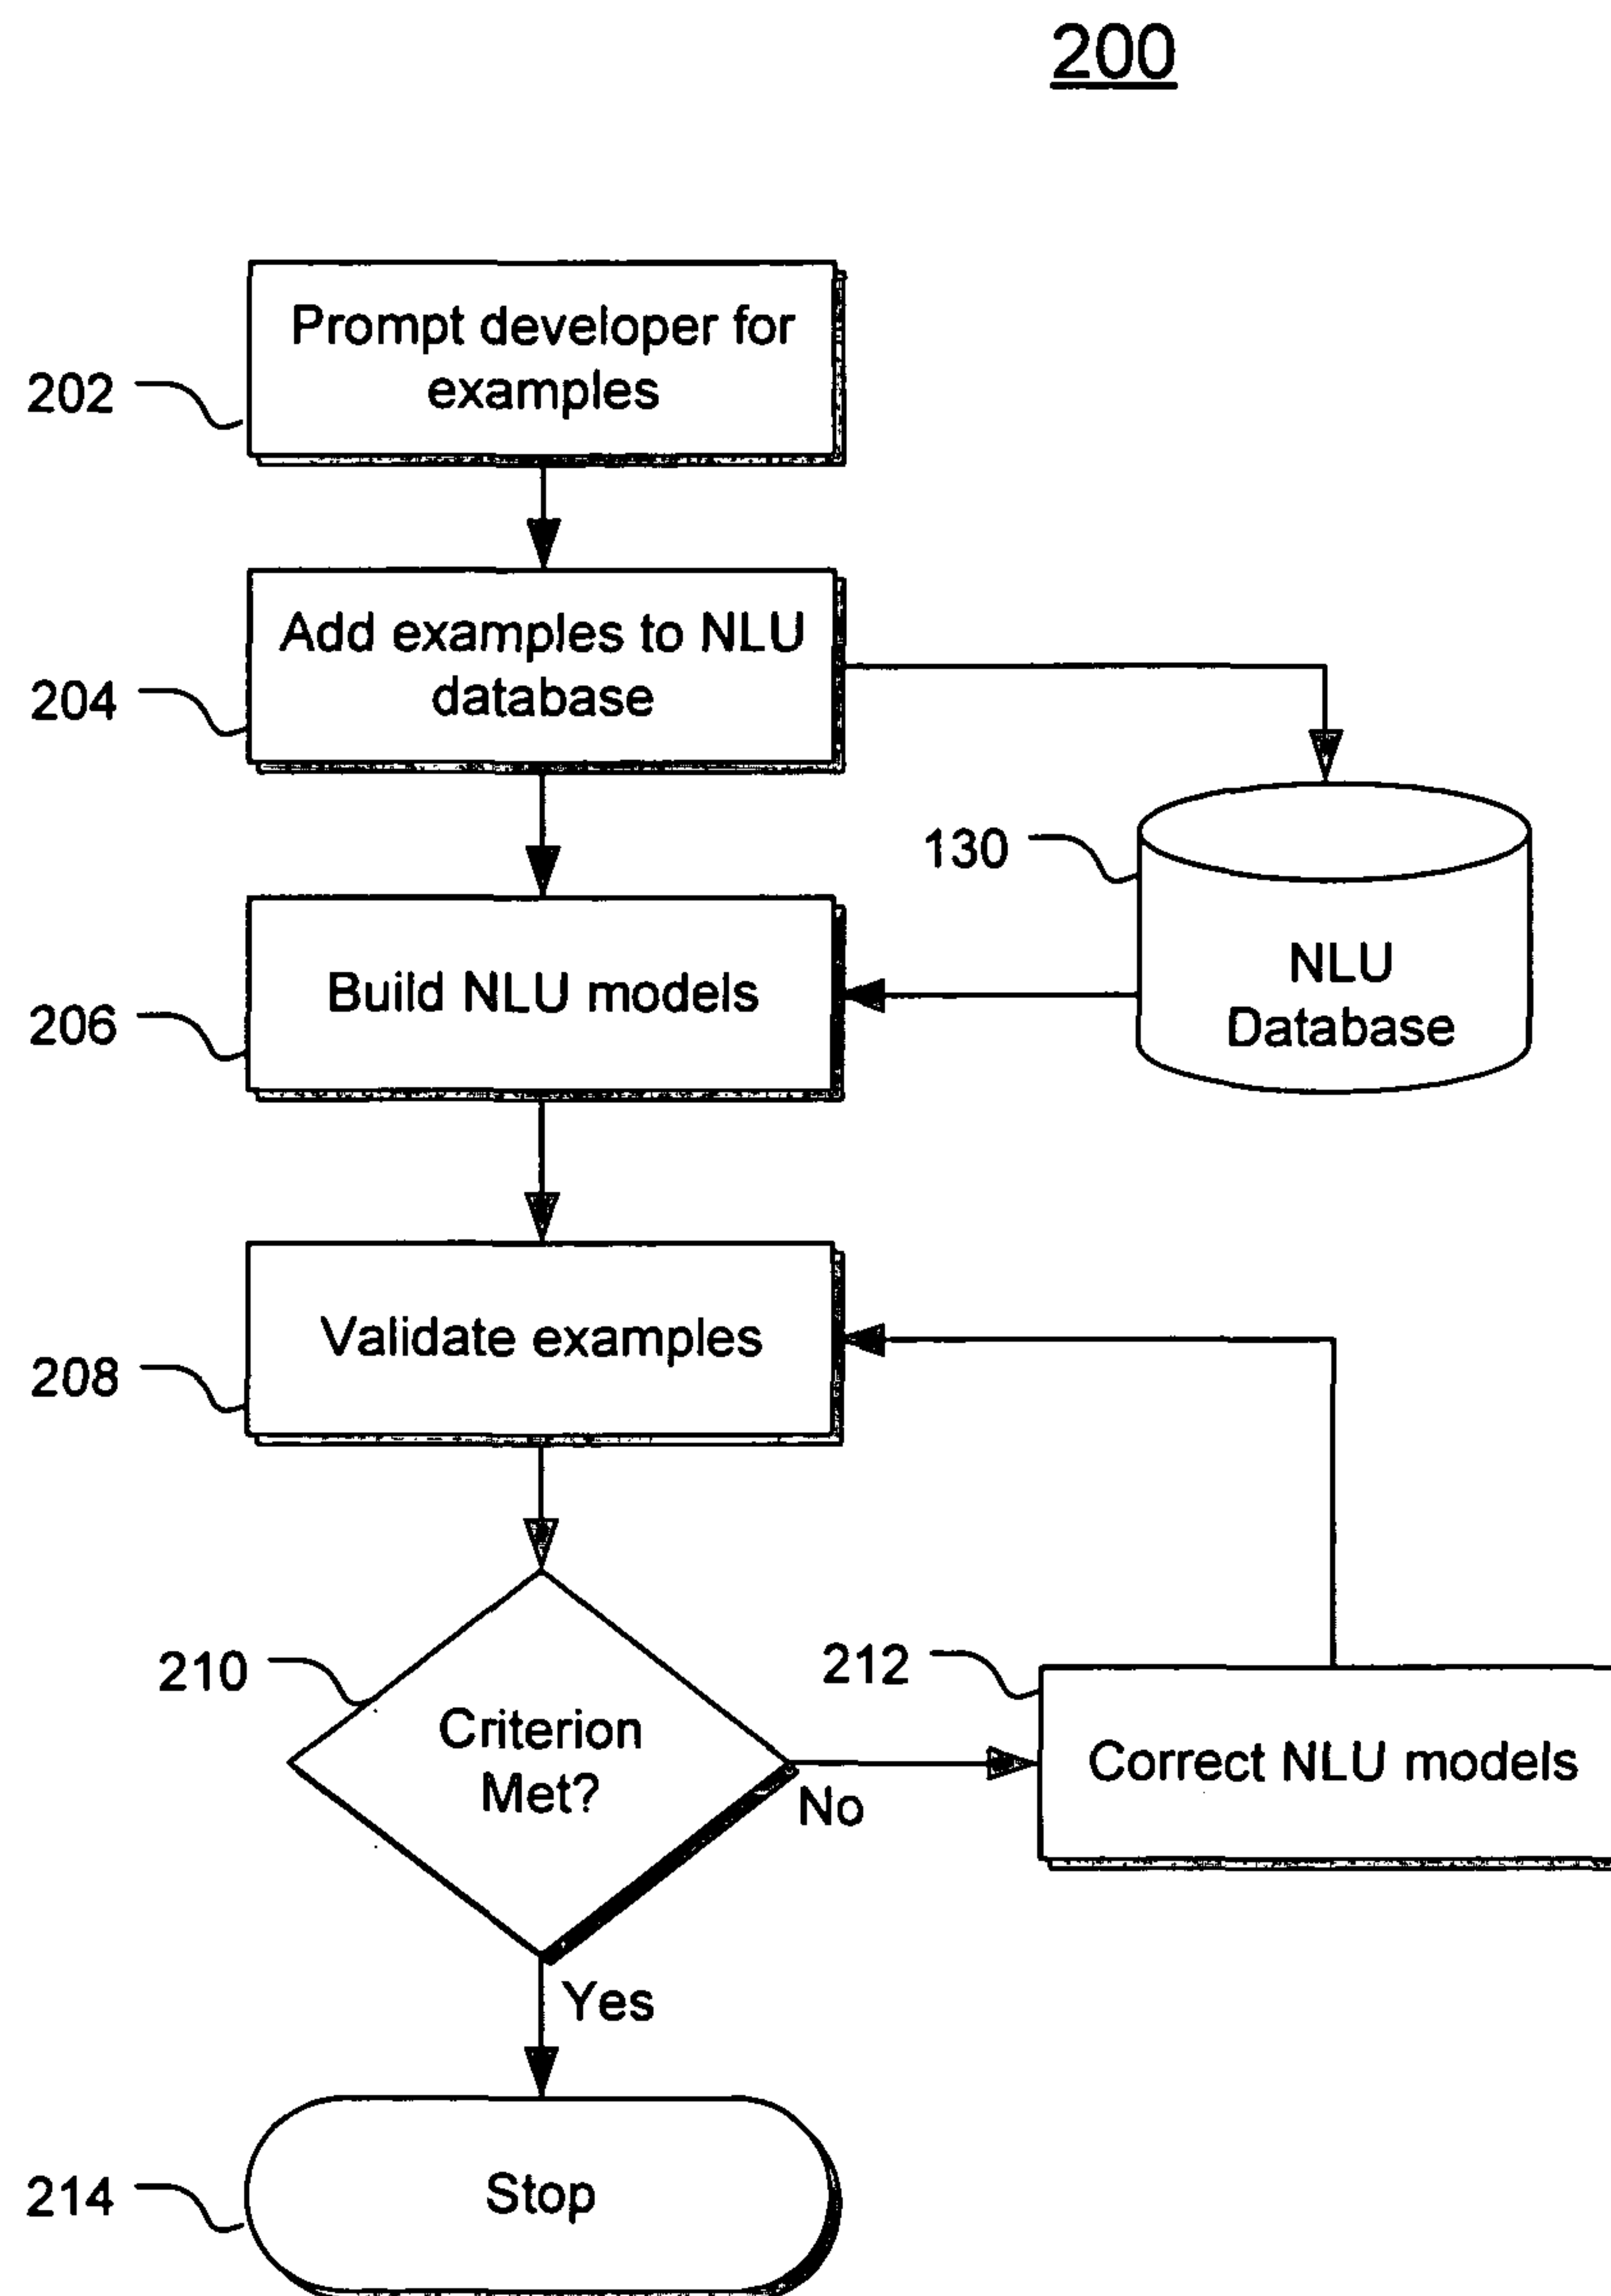 200
Prompt developer for
examples
202
Add examples to NLU
database
204
130
NLU
Database
Build NLU models
206
Validate examples
208
210
Criterion
Met?
No
212
Correct NLU models
Yes
Stop
214